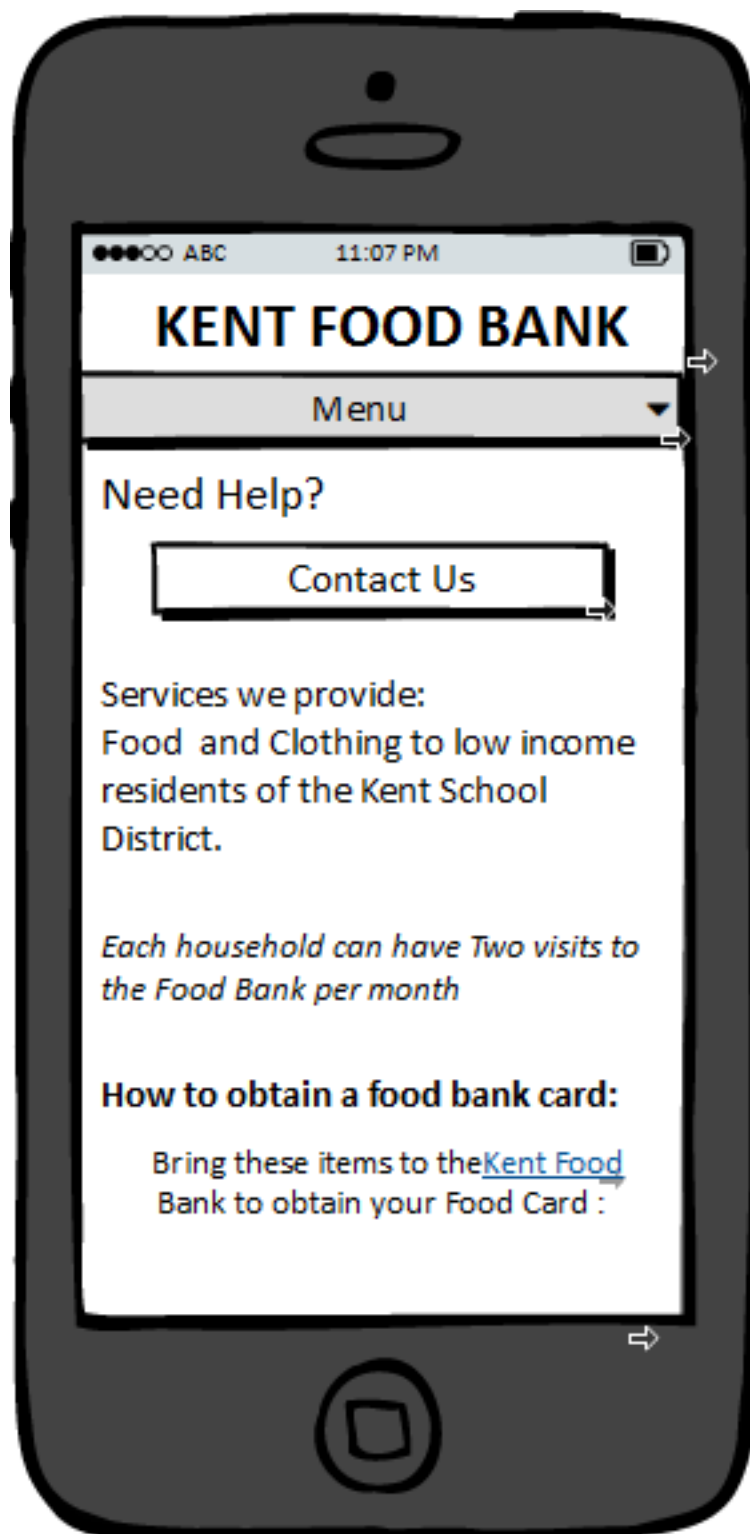 ABC 11:07 PM
KENT FOOD BANK
Menu
Need Help?
Contact Us
Services we provide:
Food and Clothing to low income
residents of the Kent School
District.
Each household can have Two visits to
the Food Bank per month
How to obtain a food bank card:
Bring these items to theKent Food
Bank to obtain your Food Card :